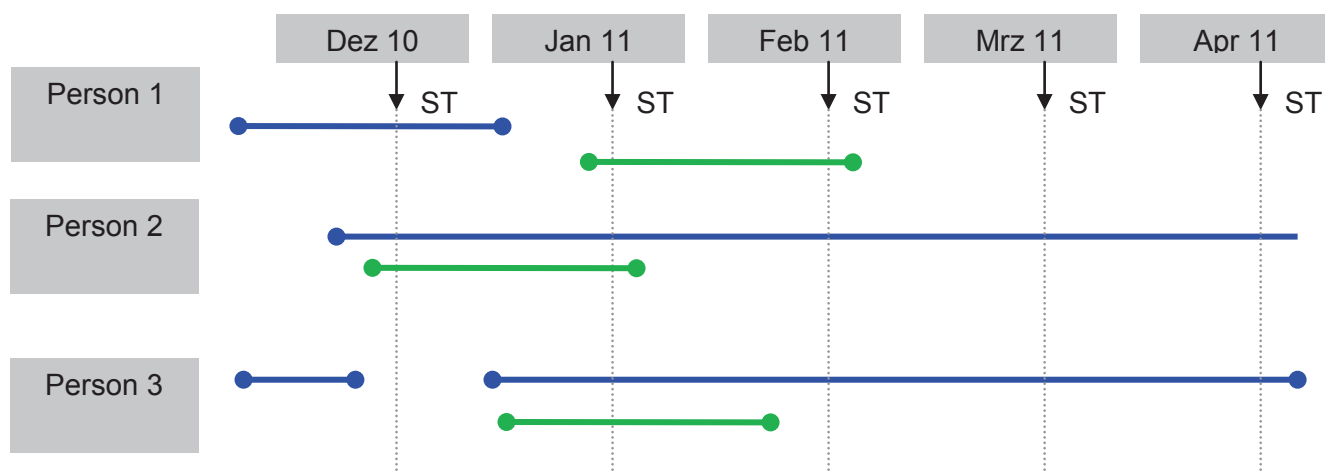 Dez 10 Jan 11 Feb 11 Mrz 11 Apr 11
Person 1
ST ST ST ST ST
Person 2
Person 3